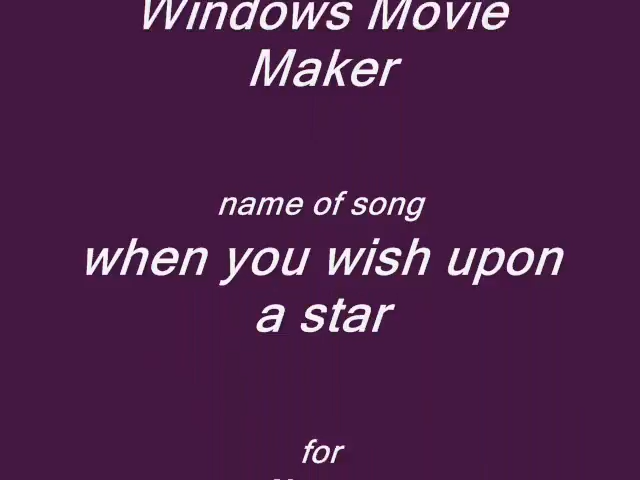 Windows Movie
Maker
name of song
when you wish upon
a star
for